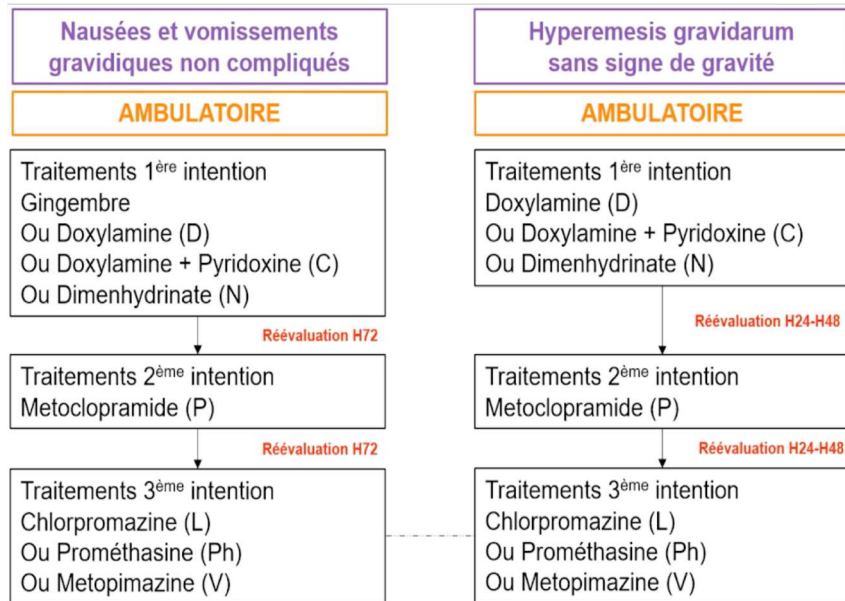 Nausées et vomissements
gravidiques non compliqués
AMBULATOIRE
Traitements 1ère intention
Gingembre
Ou Doxylamine (D)
Ou Doxylamine + Pyridoxine (C)
Ou Dimenhydrinate (N)
Réévaluation H72
Traitements 2ème intention
Metoclopramide (P)
Réévaluation H72
Traitements 3ème intention
Chlorpromazine (L)
Ou Prométhasine (Ph)
Ou Metopimazine (V)
Hyperemesis gravidarum
sans signe de gravité
AMBULATOIRE
Traitements 1ère intention
Doxylamine (D)
Ou Doxylamine + Pyridoxine (C)
Ou Dimenhydrinate (N)
Réévaluation H24-H48
Traitements 2ème intention
Metoclopramide (P)
Réévaluation H24-H48
Traitements 3ème intention
Chlorpromazine (L)
Ou Prométhasine (Ph)
Ou Metopimazine (V)